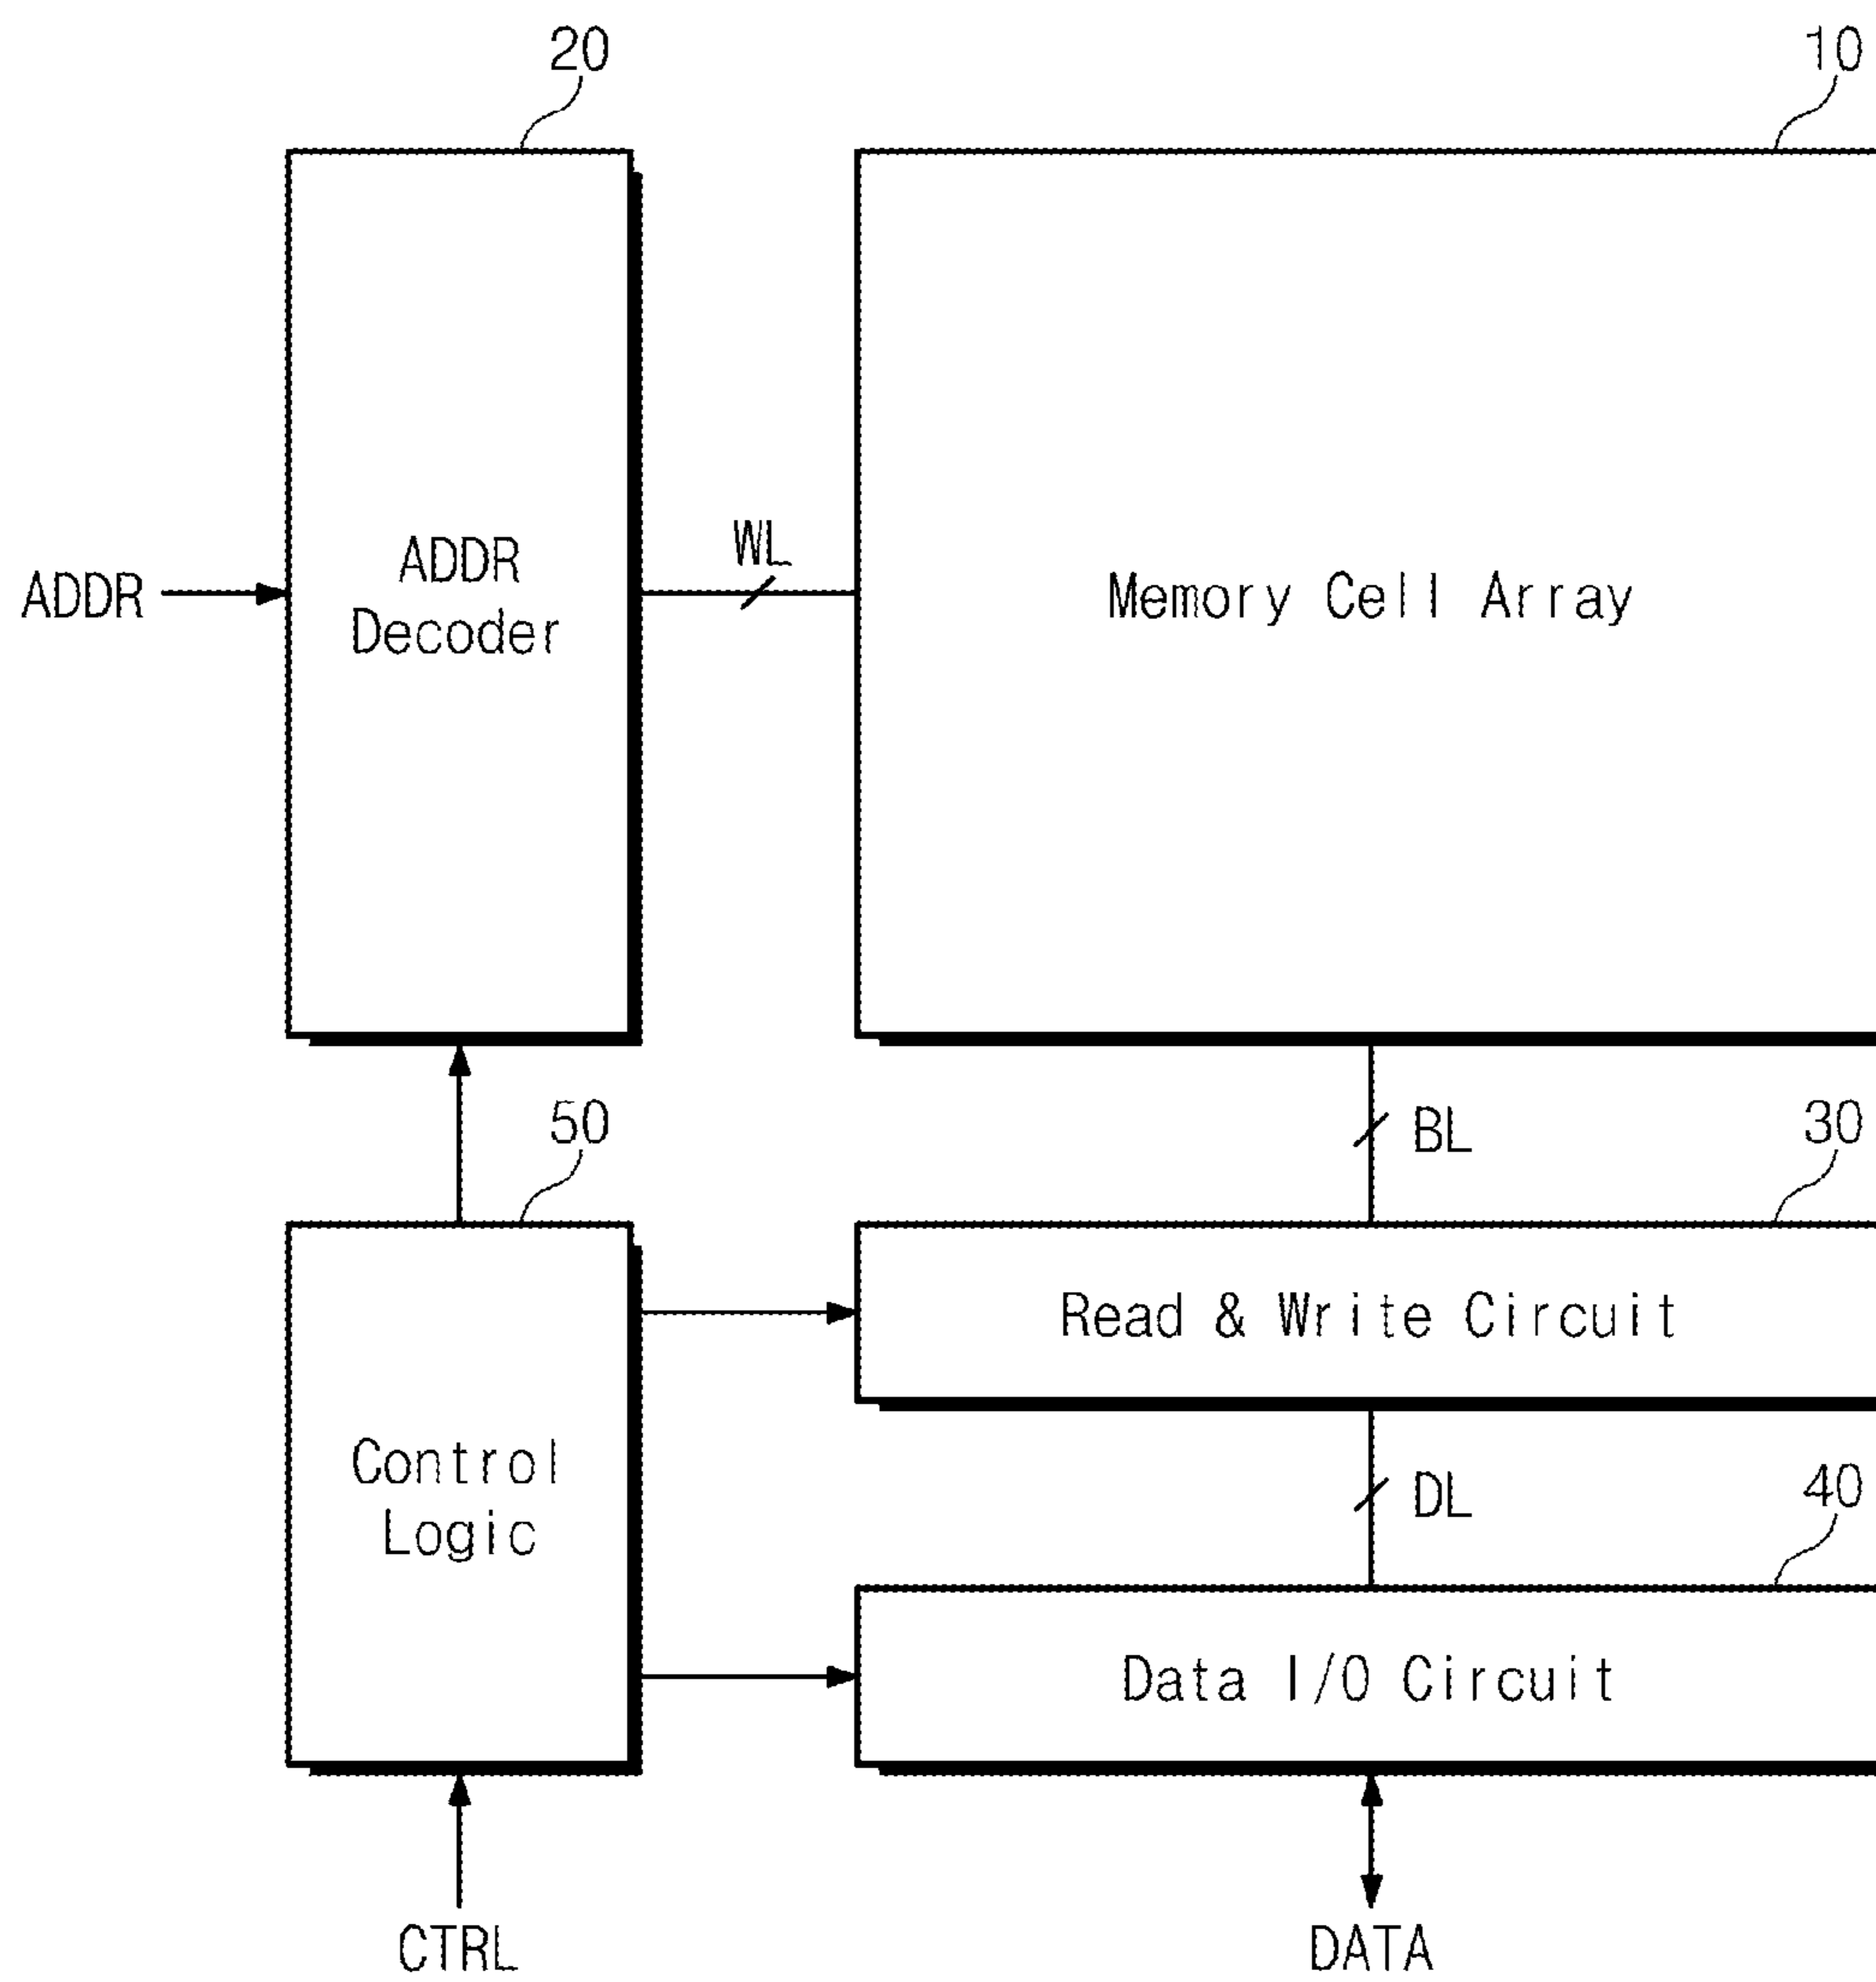 20
10
ADDR
ADDR
Decoder
WL
Memory Cell Array
50
BL
30
Read & Write Circuit
Control
Logic
DL
40
Data I/O Circuit
CTRL
DATA